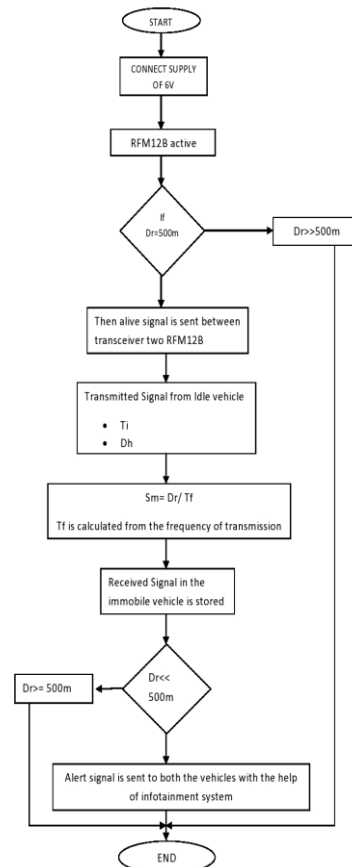 START
CONNECT SUPPLY
OF 6V
RFM12B active
If
Dr=500m
Dr>>500m
Then alive signal is sent between
transceiver two RFM12B
Transmitted Signal from Idle vehicle
• Ti
• Dh
Sm= Dr/ Tf
Tf is calculated from the frequency of transmission
Received Signal in the
immobile vehicle is stored
Dr<<
500m
Dr>= 500m
Alert signal is sent to both the vehicles with the help
of infotainment system
END